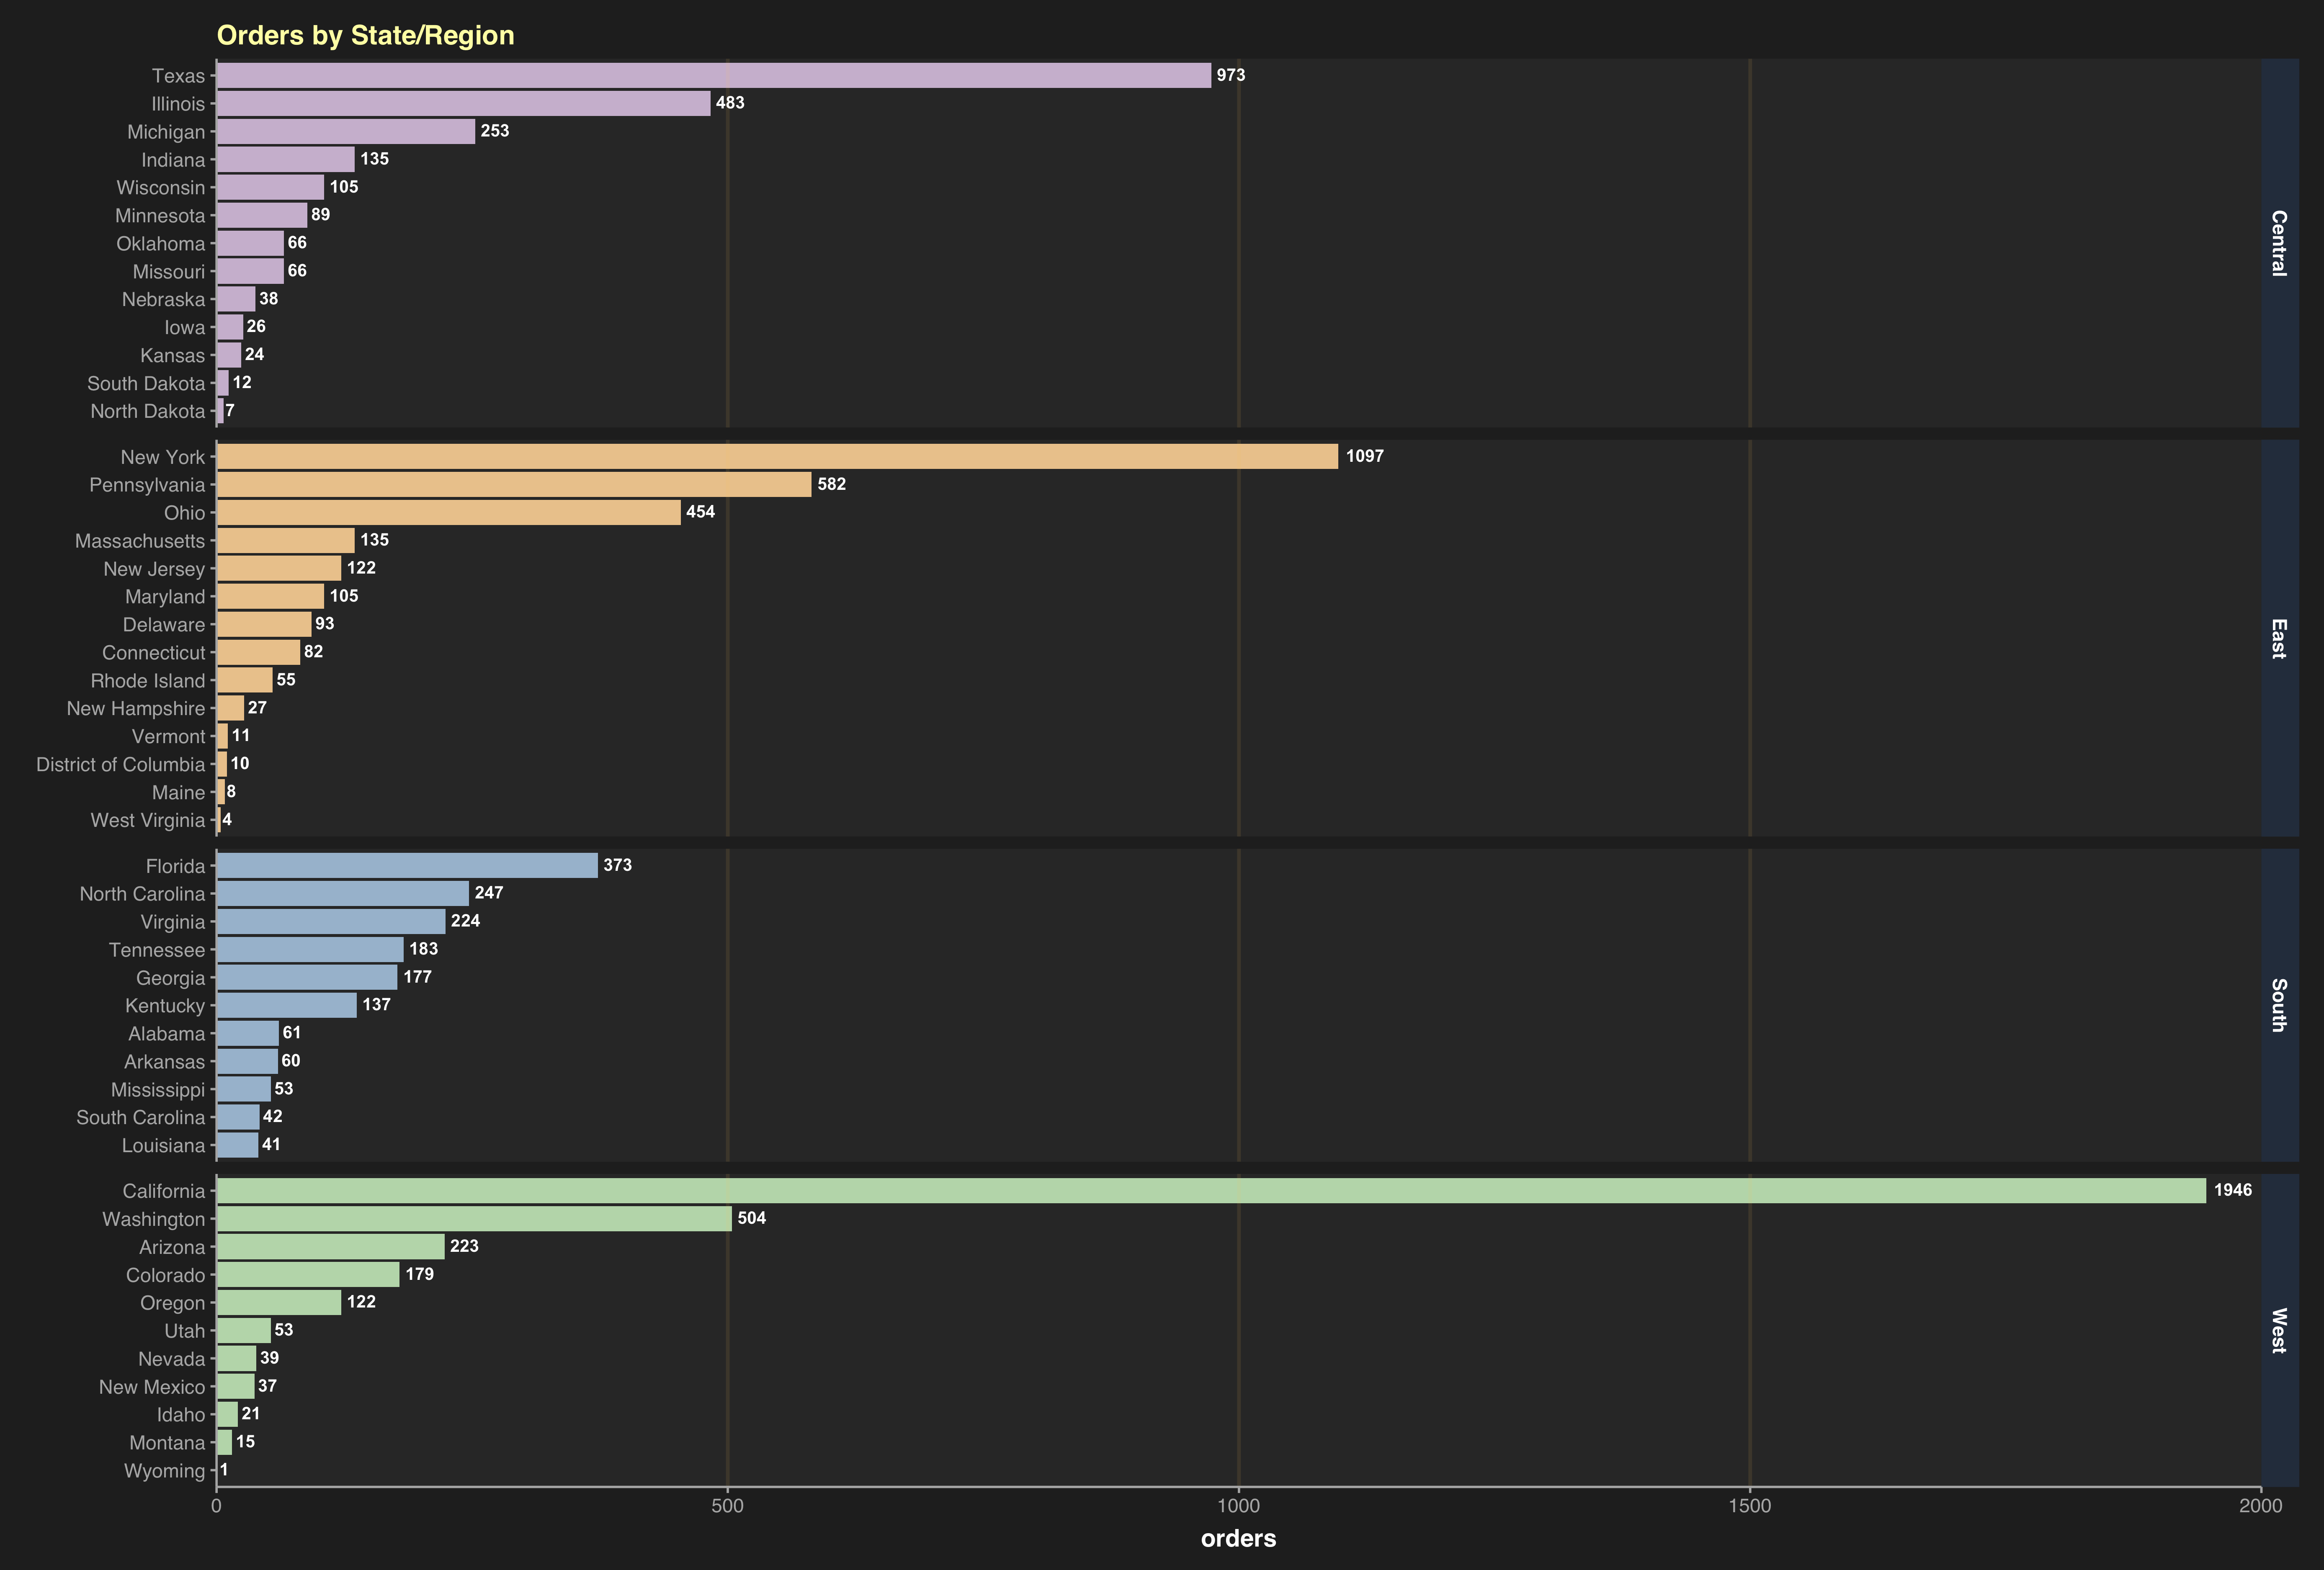 Orders by State/Region
Texas 973
Illinois 483
Michigan 253
Indiana 135
Wisconsin 105
Minnesota 89
Oklahoma 66
Missouri 66
Nebraska 38
Iowa 26
Kansas 24
South Dakota 12
North Dakota 7
Central
New York 1097
Pennsylvania 582
Ohio 454
Massachusetts 135
New Jersey 122
Maryland 105
Delaware 93
Connecticut 82
Rhode Island 55
New Hampshire 27
Vermont 11
District of Columbia 10
Maine 8
West Virginia 4
East
Florida 373
North Carolina 247
Virginia 224
Tennessee 183
Georgia 177
Kentucky 137
Alabama 61
Arkansas 60
Mississippi 53
South Carolina 42
Louisiana 41
South
California 1946
Washington 504
Arizona 223
Colorado 179
Oregon 122
Utah 53
Nevada 39
New Mexico 37
Idaho 21
Montana 15
Wyoming 1
West
0 500 1000 1500 2000
orders